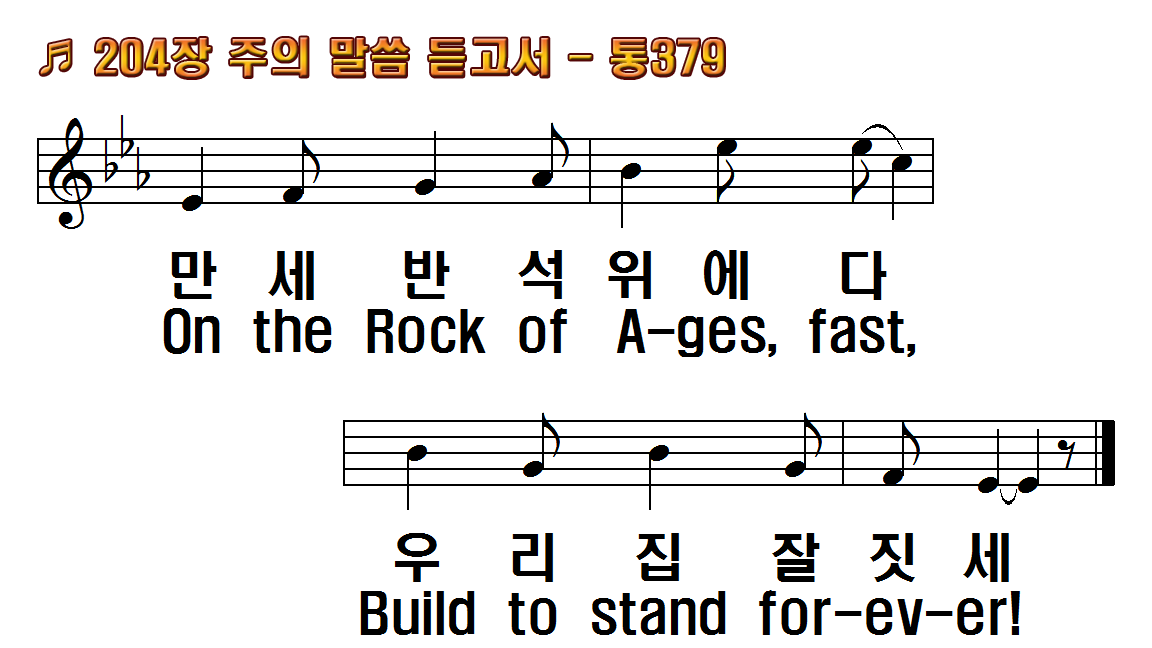 ♬ 204장 주의 말씀 듣고서 - 통379
만 세 반 석 위 에 다
On the Rock of A-ges, fast,
우 리 집 잘 짓 세
Build to stand for-ev-er!